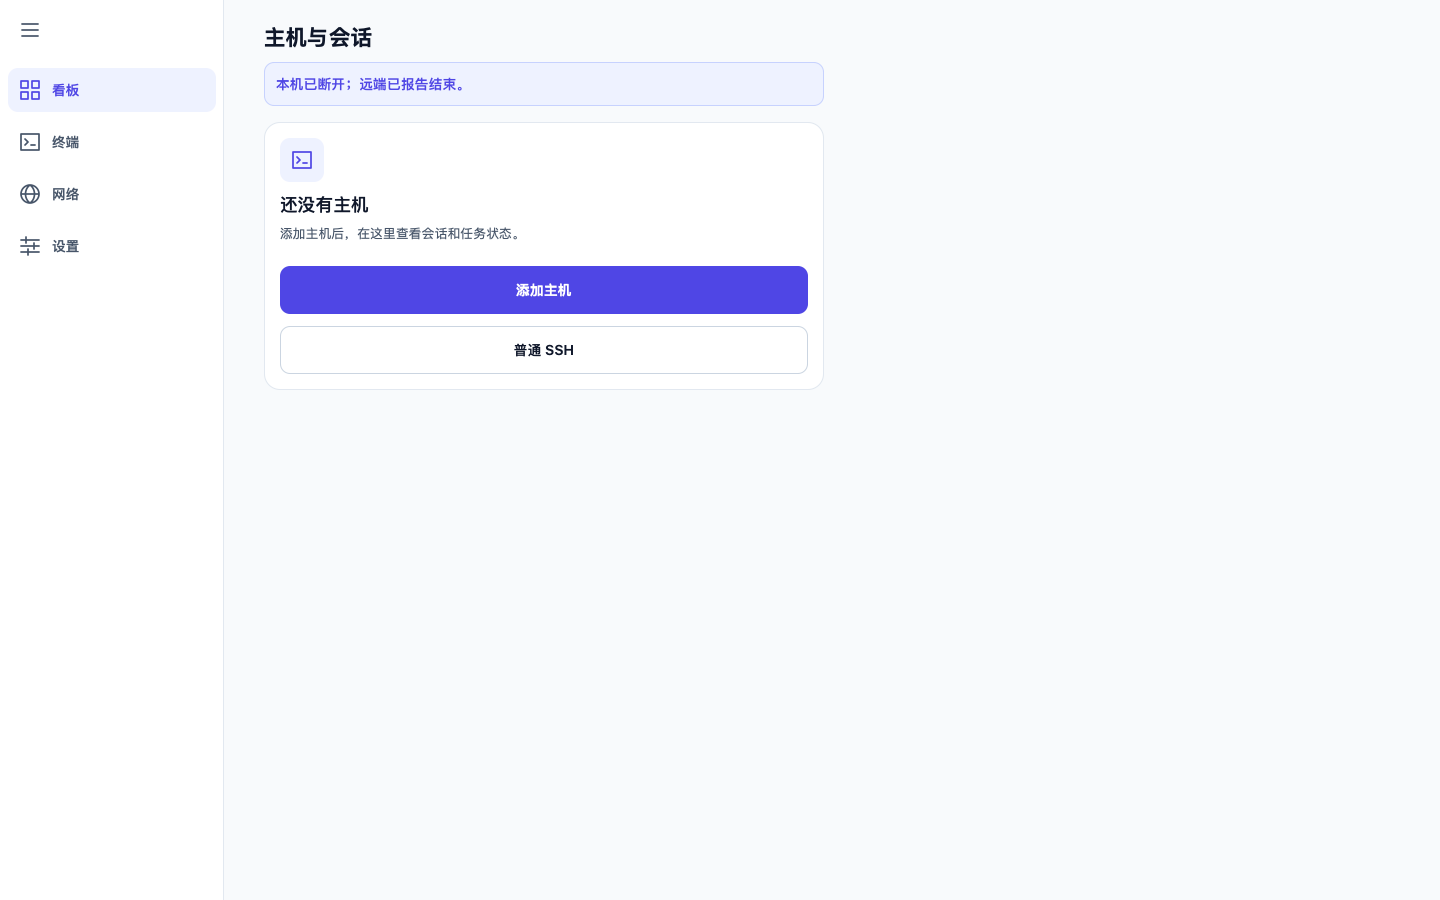 看板
终端
网络
设置
主机与会话
本机已断开；远端已报告结束。
还没有主机
添加主机后，在这里查看会话和任务状态。
添加主机
普通 SSH